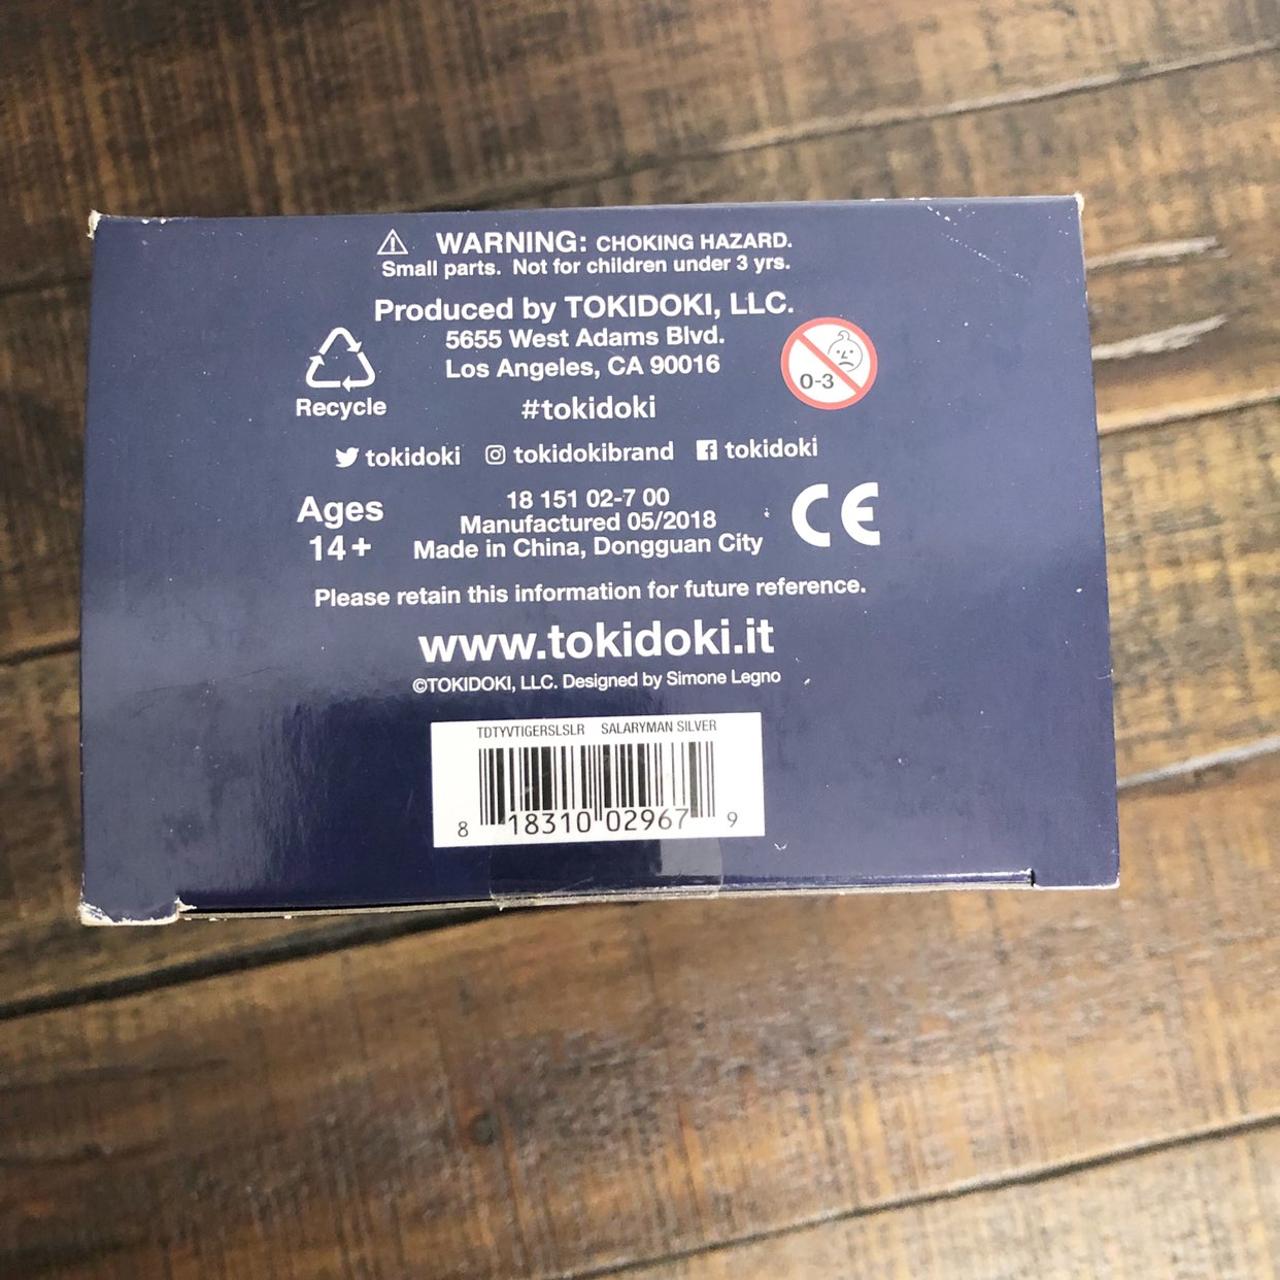 WARNING: CHOKING HAZARD.
Small parts. Not for children under 3 yrs.
Produced by TOKIDOKI, LLC.
5655 West Adams Blvd.
Los Angeles, CA 90016
Recycle
0-3
#tokidoki
tokidoki tokidokibrand tokidoki
Ages
14+
18 151 02-7 00
Manufactured 05/2018
Made in China, Dongguan City
CE
Please retain this information for future reference.
www.tokidoki.it
©TOKIDOKI, LLC. Designed by Simone Legno
TDTYVTIGERSLSLR SALARYMAN SILVER
8 18310 02967 9